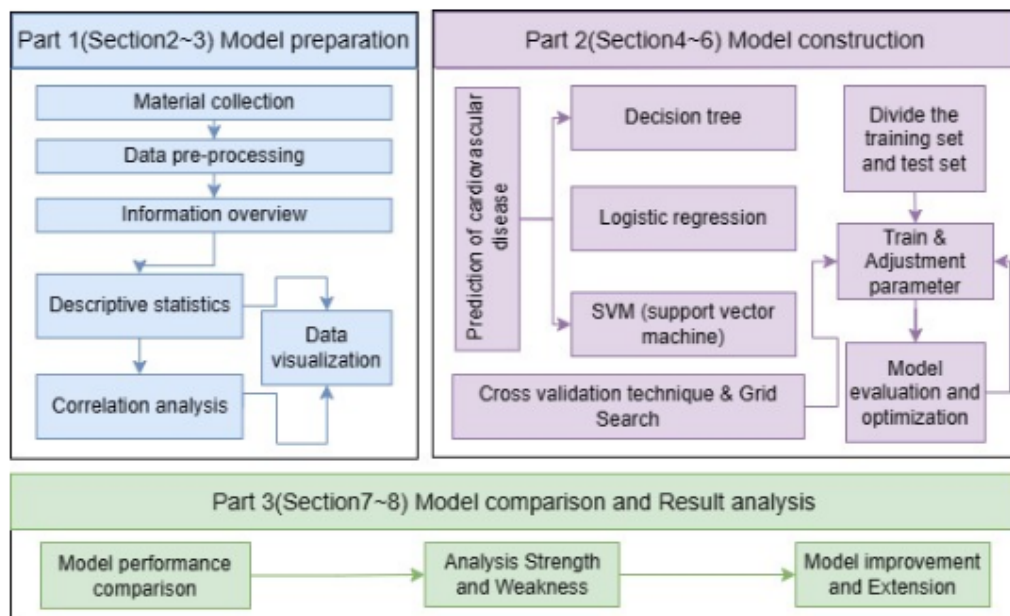 Part 1(Section2~3) Model preparation
Material collection
Data pre-processing
Information overview
Descriptive statistics
Data
visualization
Correlation analysis
Part 2(Section4~6) Model construction
Prediction of cardiovascular
disease
Decision tree
Logistic regression
SVM (support vector
machine)
Cross validation technique & Grid
Search
Divide the
training set
and test set
Train &
Adjustment
parameter
Model
evaluation and
optimization
Part 3(Section7~8) Model comparison and Result analysis
Model performance
comparison
Analysis Strength
and Weakness
Model improvement
and Extension